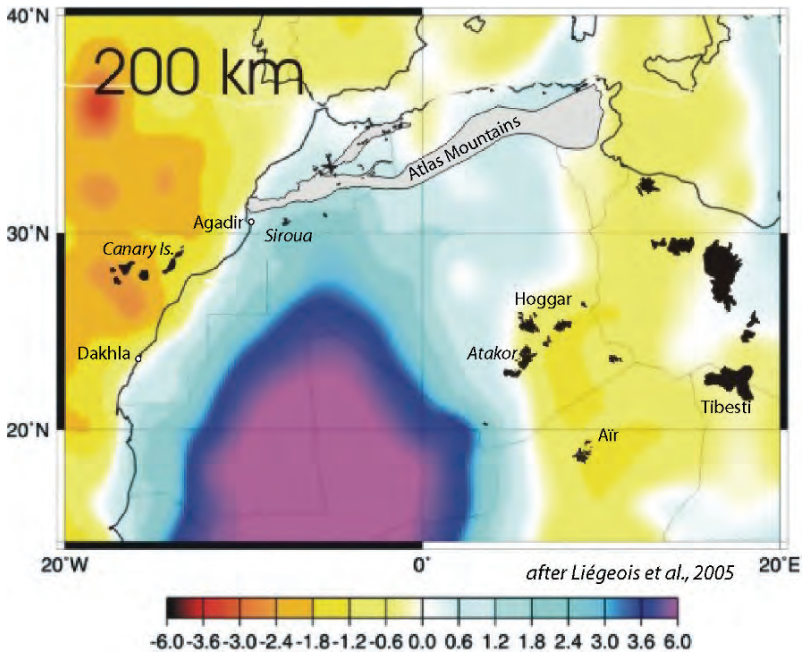 40°N
200 km
Atlas Mountains
Agadir
Siroua
30°N
Canary Is.
Hoggar
Dakhla
Atakor
Tibesti
20°N
Aïr
20°W
0°
20°E
after Liégeois et al., 2005
-6.0 -3.6 -3.0 -2.4 -1.8 -1.2 -0.6 0.0 0.6 1.2 1.8 2.4 3.0 3.6 6.0